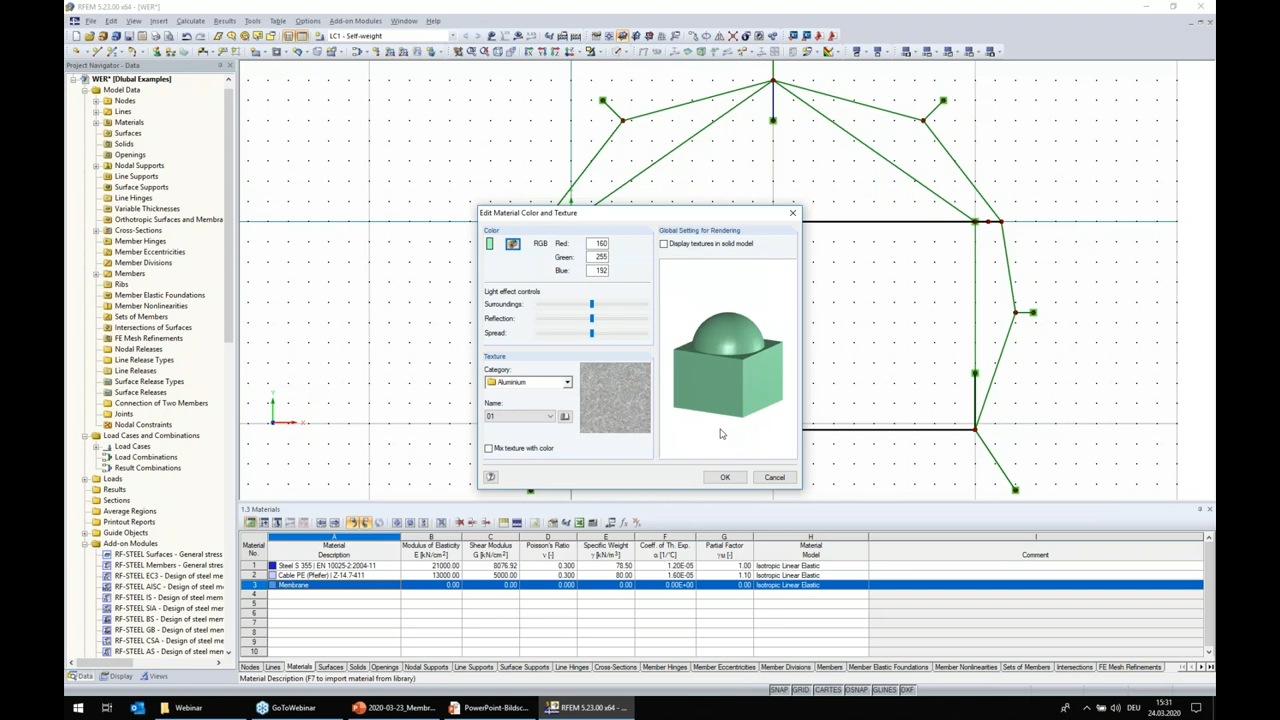 RFEM 5.23.00 - [WER*]
File Edit View Insert Calculate Results Tools Table Options Add-on Modules Window Help
LC1 - Self-weight
Project Navigator - Data
WER* [Dlubal Examples]
Model Data
Nodes
Lines
Materials
Surfaces
Solids
Openings
Nodal Supports
Line Supports
Surface Supports
Line Hinges
Variable Thicknesses
Orthotropic Surfaces and Membra
Cross-Sections
Member Hinges
Member Eccentricities
Member Divisions
Members
Ribs
Member Elastic Foundations
Member Nonlinearities
Sets of Members
Intersections of Surfaces
FE Mesh Refinements
Nodal Releases
Line Release Types
Line Releases
Surface Release Types
Surface Releases
Connection of Two Members
Joints
Nodal Constraints
Load Cases and Combinations
Load Cases
Load Combinations
Result Combinations
Loads
Results
Sections
Average Regions
Printout Reports
Guide Objects
Add-on Modules
RF-STEEL Surfaces - General stress
RF-STEEL Members - General stress
RF-STEEL EC3 - Design of steel mem
RF-STEEL AISC - Design of steel me
RF-STEEL IS - Design of steel mem
RF-STEEL SIA - Design of steel mem
RF-STEEL BS - Design of steel mem
RF-STEEL GB - Design of steel mem
RF-STEEL CSA - Design of steel mem
RF-STEEL AS - Design of steel mem
Data Display Views
Edit Material Color and Texture
Color
RGB Red: 160
Green: 255
Blue: 192
Light effect controls
Surroundings:
Reflection:
Spread:
Texture
Category:
Aluminium
Name:
01
Mix texture with color
Global Setting for Rendering
Display textures in solid model
OK Cancel
1.3 Materials
A B C D E F G H I
Material Material Modulus of Elasticity Shear Modulus Poisson's Ratio Specific Weight Coeff. of Th. Exp. Partial Factor Material
No. Description E [kN/cm²] G [kN/cm²] ν [-] γ [kN/m³] α [1/°C] γM [-] Model Comment
1 Steel S 355 | EN 10025-2:2004-11 21000.00 8076.92 0.300 78.50 1.20E-05 1.00 Isotropic Linear Elastic
2 Cable PE (Pfeifer) | Z-14.7-411 13000.00 5000.00 0.300 80.00 1.60E-05 1.10 Isotropic Linear Elastic
3 Membrane 0.00 0.00 0.000 0.00 0.00E+00 0.00 Isotropic Linear Elastic
4
5
6
7
8
9
10
Nodes Lines Materials Surfaces Solids Openings Nodal Supports Line Supports Surface Supports Line Hinges Cross-Sections Member Hinges Member Eccentricities Member Divisions Members Member Elastic Foundations Member Nonlinearities Sets of Members Intersections FE Mesh Refinements
Material Description (F7 to import material from library)
SNAP GRID CARTES OSNAP GLINES DXF
Webinar GoToWebinar 2020-03-23_Membr... PowerPoint-Bildsc... RFEM 5.23.00 - ...
DEU 15:31
24.03.2020